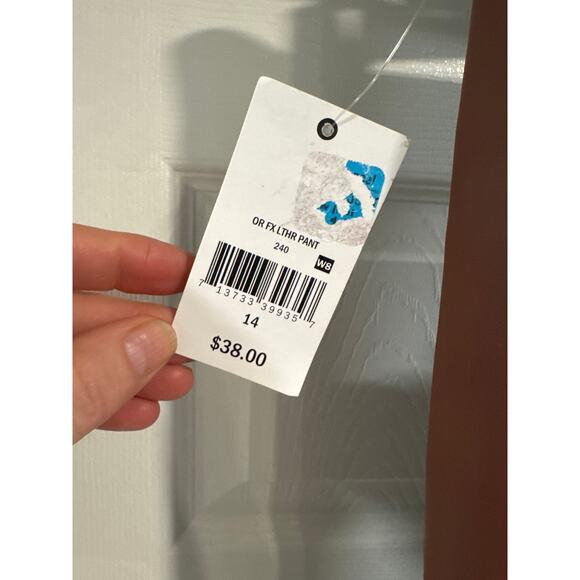 OR FX LTHR PANT
240
W8
7 13733 39935 7
14
$38.00